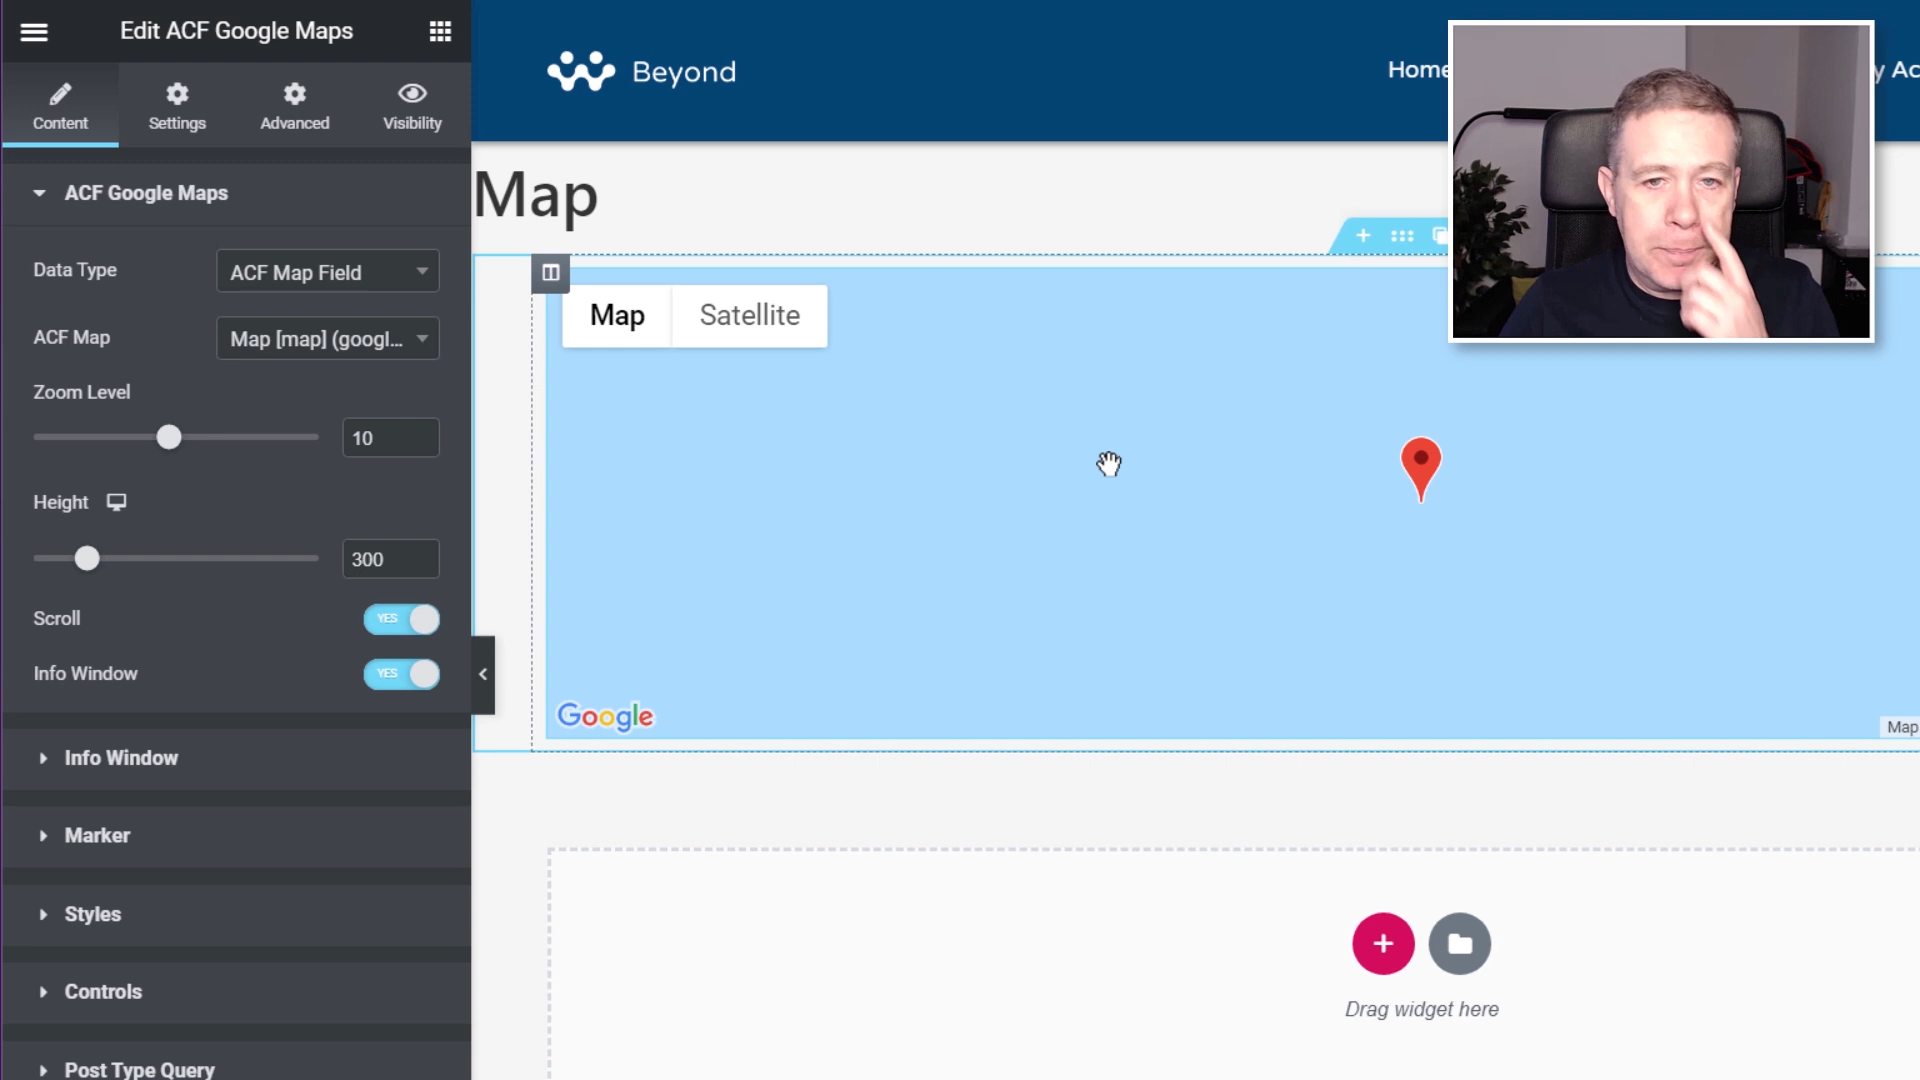 Edit ACF Google Maps
Content
Settings
Advanced
Visibility
ACF Google Maps
Data Type
ACF Map Field
ACF Map
Map [map] (googl...
Zoom Level
10
Height
300
Scroll
YES
Info Window
YES
Info Window
Marker
Styles
Controls
Post Type Query
Beyond
Home
y Ac
Map
Map
Satellite
Google
Map
Drag widget here